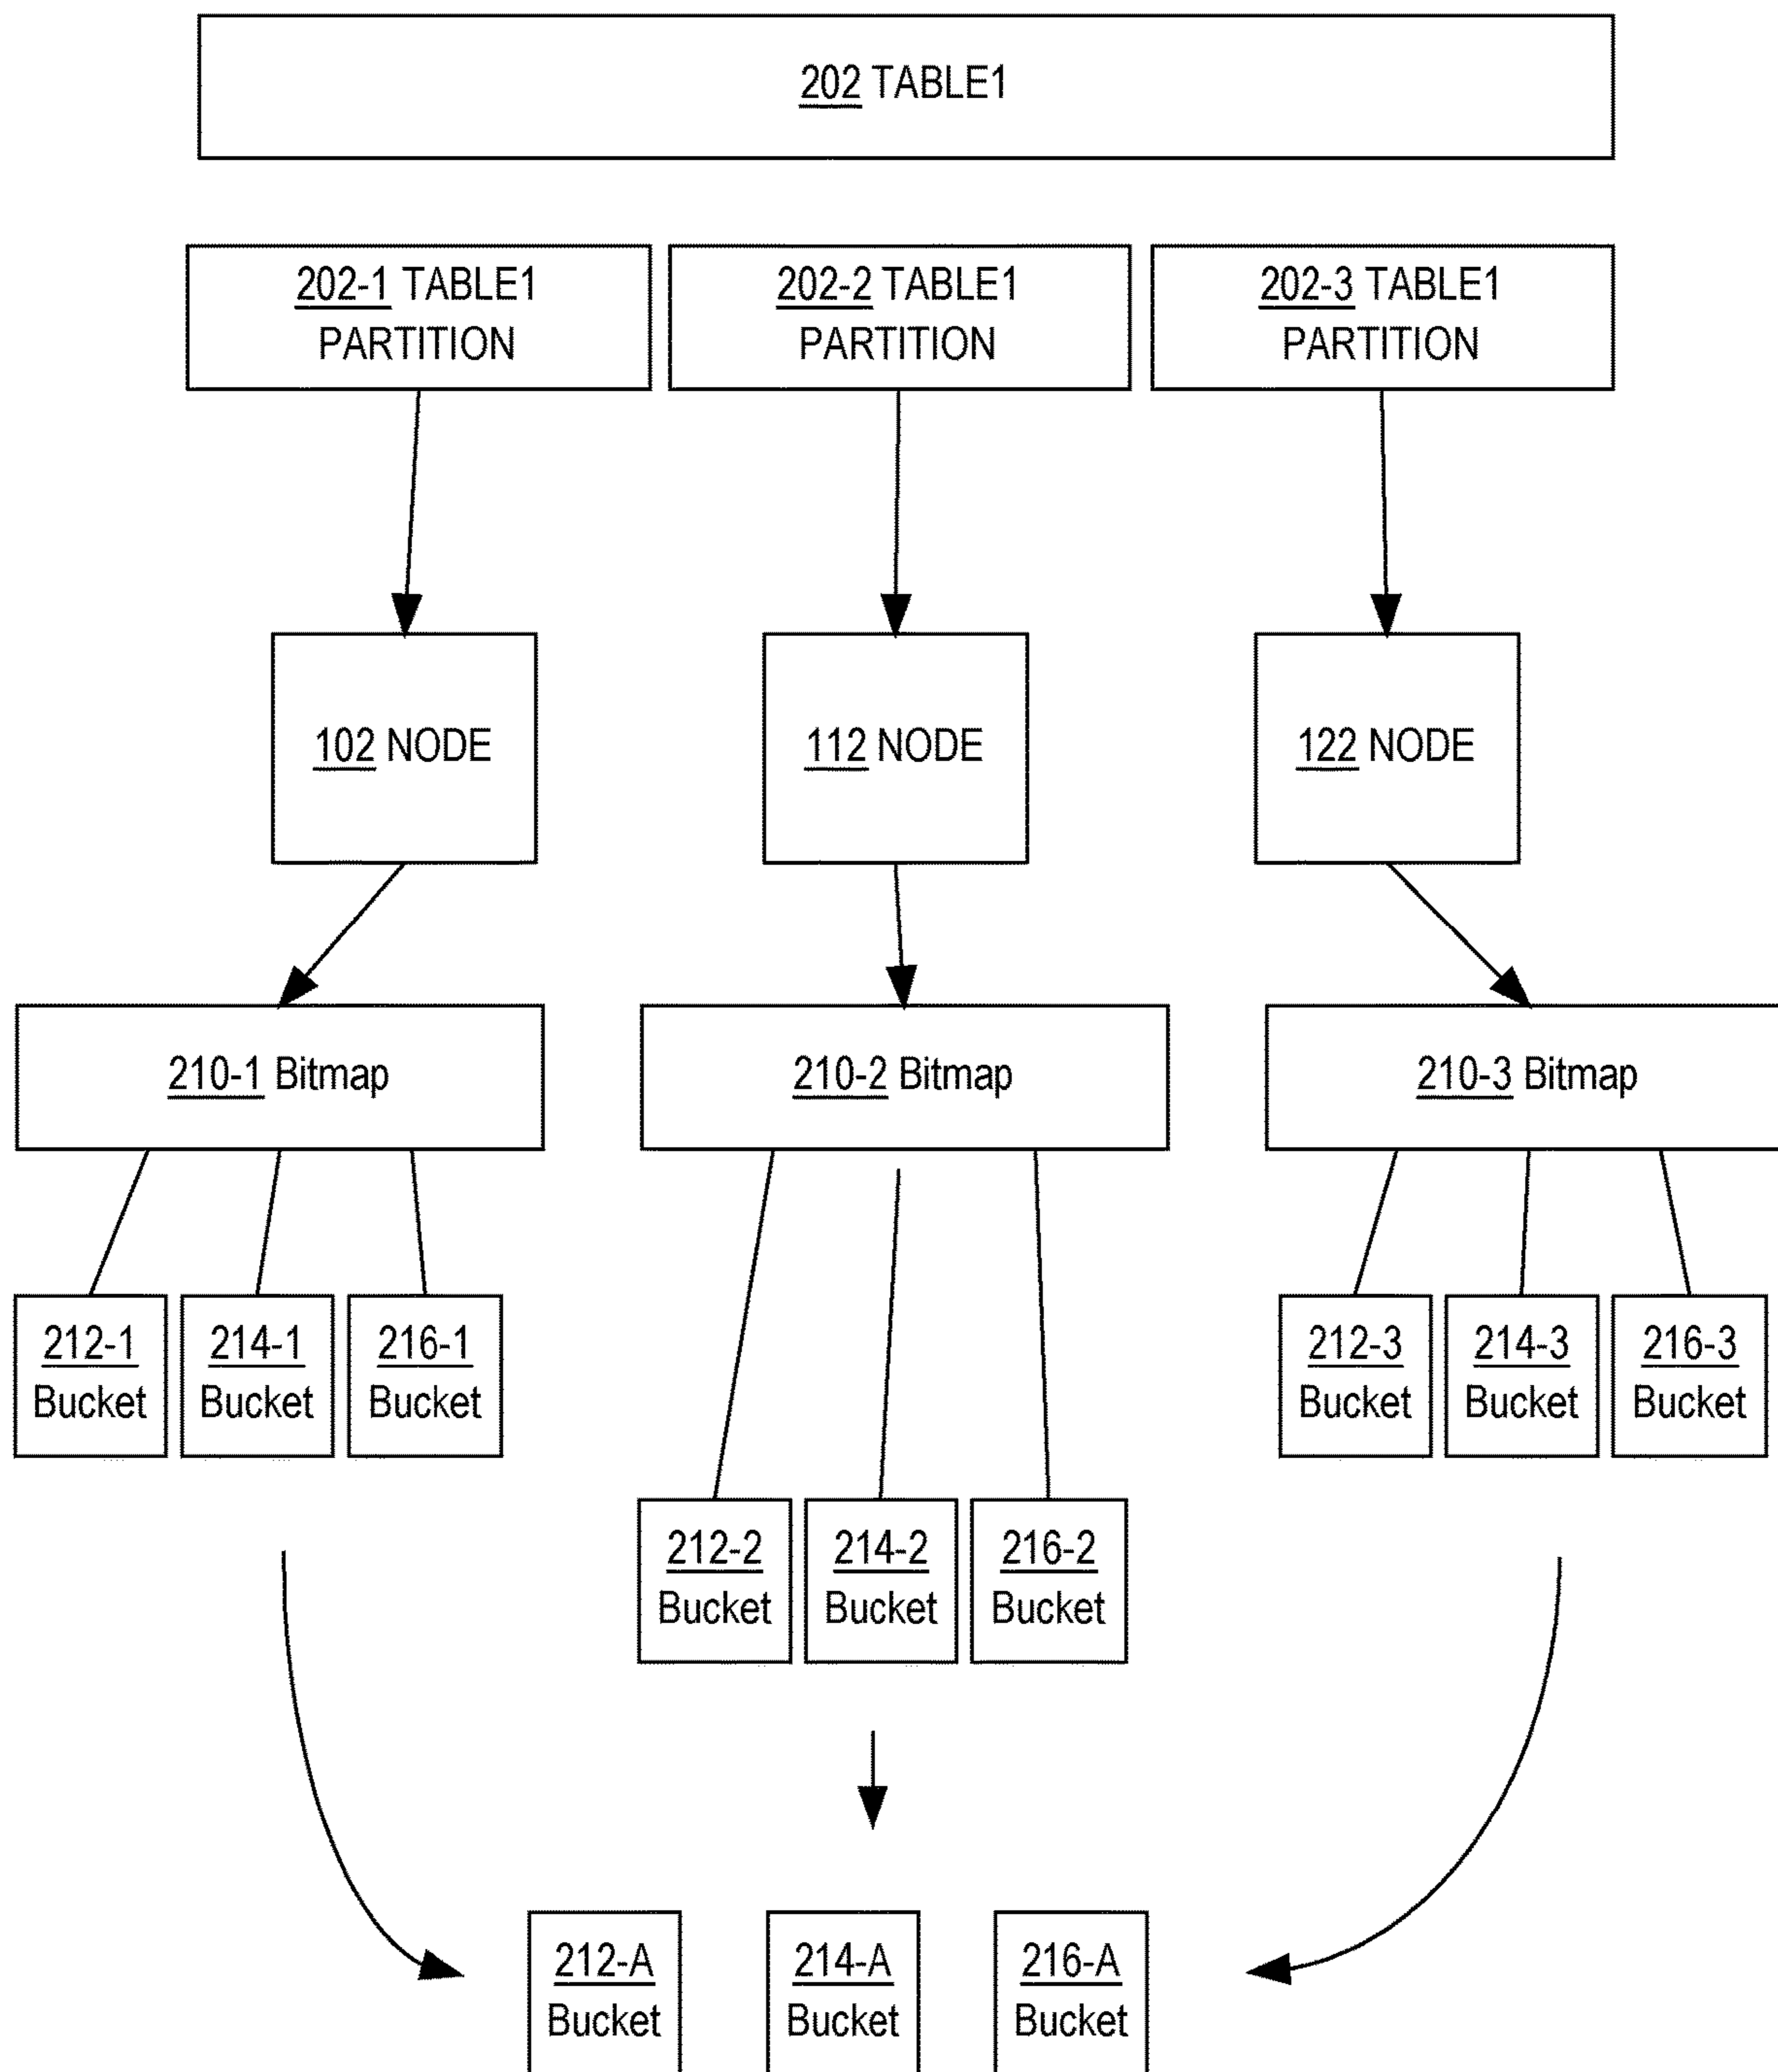 202 TABLE1
202-1 TABLE1
PARTITION
202-2 TABLE1
PARTITION
202-3 TABLE1
PARTITION
102 NODE
112 NODE
122 NODE
210-1 Bitmap
210-2 Bitmap
210-3 Bitmap
212-1
Bucket
214-1
Bucket
216-1
Bucket
212-3
Bucket
214-3
Bucket
216-3
Bucket
212-2
Bucket
214-2
Bucket
216-2
Bucket
212-A
Bucket
214-A
Bucket
216-A
Bucket